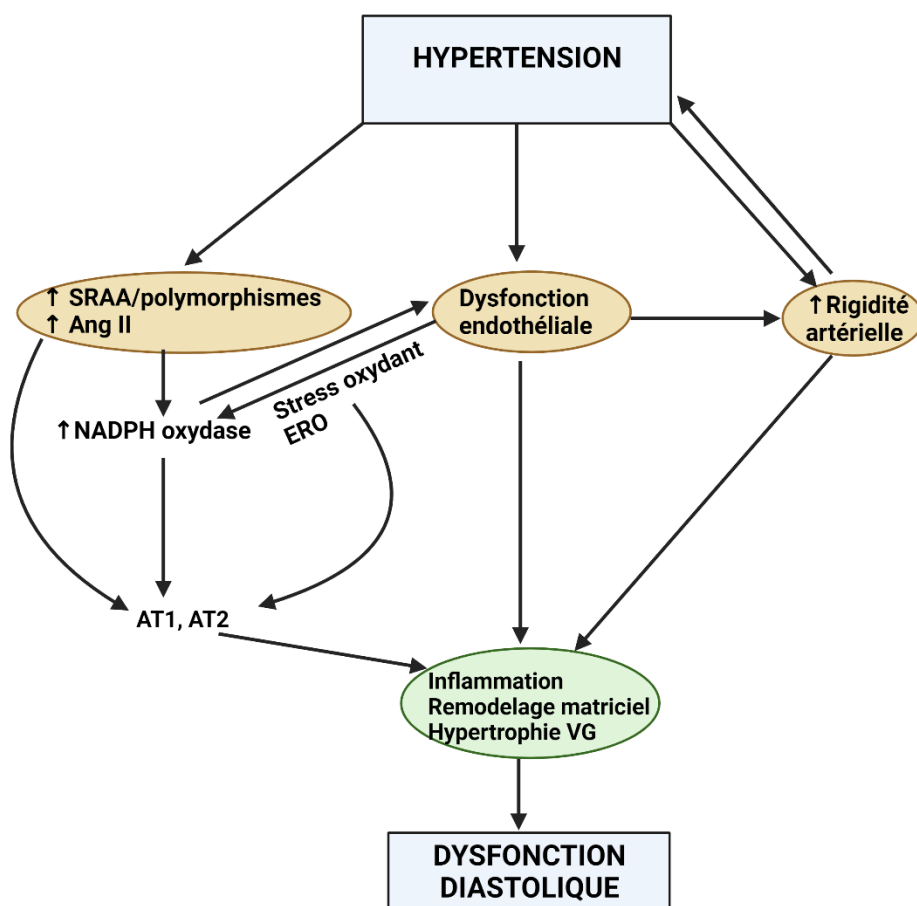 HYPERTENSION
↑ SRAA/polymorphismes
↑ Ang II
Dysfonction
endothéliale
↑Rigidité
artérielle
↑NADPH oxydase
Stress oxydant
ERO
AT1, AT2
Inflammation
Remodelage matriciel
Hypertrophie VG
DYSFONCTION
DIASTOLIQUE